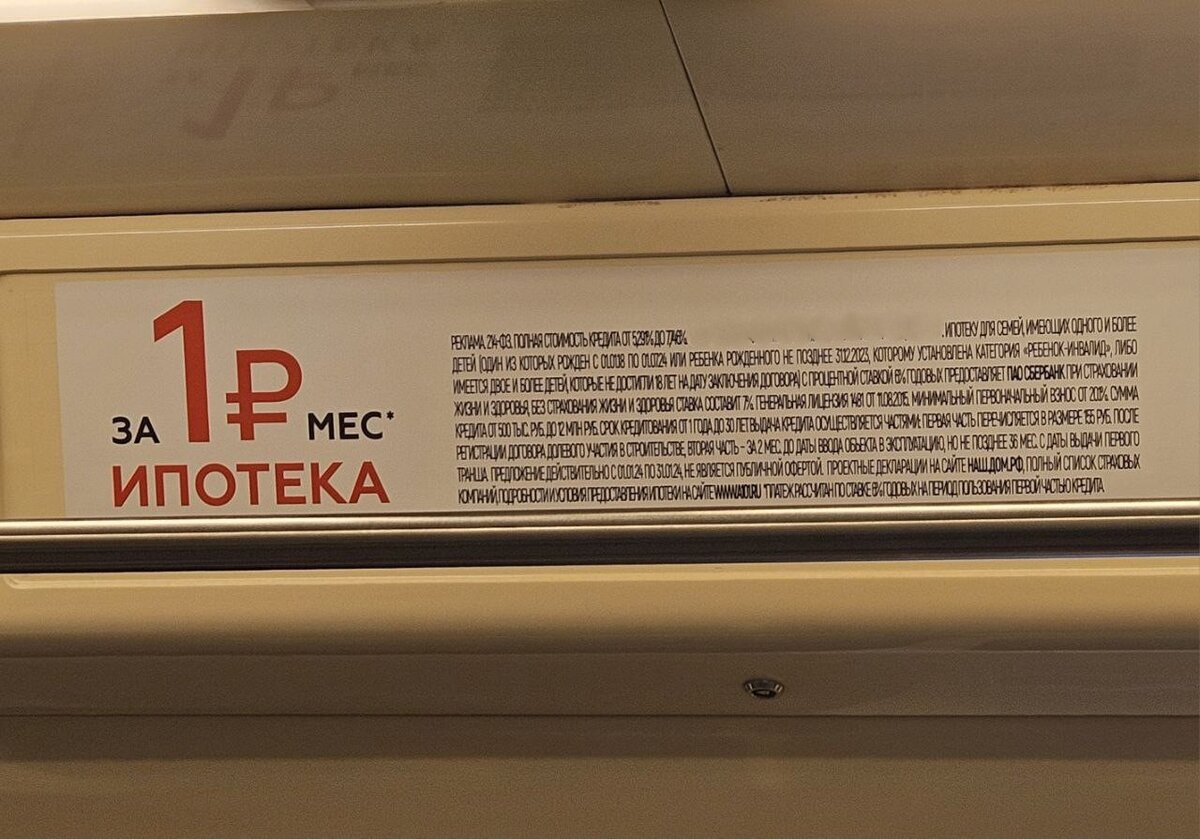 ЗА 1₽ МЕС*
ИПОТЕКА
РЕКЛАМА. 214-ФЗ. ПОЛНАЯ СТОИМОСТЬ КРЕДИТА ОТ 5,291% ДО 7,746%. . ИПОТЕКУ ДЛЯ СЕМЕЙ, ИМЕЮЩИХ ОДНОГО И БОЛЕЕ
ДЕТЕЙ (ОДИН ИЗ КОТОРЫХ РОЖДЕН С 01.01.18 ПО 01.07.24 ИЛИ РЕБЕНКА РОЖДЕННОГО НЕ ПОЗДНЕЕ 31.12.2023, КОТОРОМУ УСТАНОВЛЕНА КАТЕГОРИЯ «РЕБЕНОК-ИНВАЛИД», ЛИБО
ИМЕЕТСЯ ДВОЕ И БОЛЕЕ ДЕТЕЙ, КОТОРЫЕ НЕ ДОСТИГЛИ 18 ЛЕТ НА ДАТУ ЗАКЛЮЧЕНИЯ ДОГОВОРА) С ПРОЦЕНТНОЙ СТАВКОЙ 6% ГОДОВЫХ ПРЕДОСТАВЛЯЕТ ПАО СБЕРБАНК ПРИ СТРАХОВАНИИ
ЖИЗНИ И ЗДОРОВЬЯ, БЕЗ СТРАХОВАНИЯ ЖИЗНИ И ЗДОРОВЬЯ СТАВКА СОСТАВИТ 7%. ГЕНЕРАЛЬНАЯ ЛИЦЕНЗИЯ 1481 ОТ 11.08.2015. МИНИМАЛЬНЫЙ ПЕРВОНАЧАЛЬНЫЙ ВЗНОС ОТ 20,1%. СУММА
КРЕДИТА ОТ 500 ТЫС. РУБ. ДО 12 МЛН РУБ. СРОК КРЕДИТОВАНИЯ ОТ 1 ГОДА ДО 30 ЛЕТ. ВЫДАЧА КРЕДИТА ОСУЩЕСТВЛЯЕТСЯ ЧАСТЯМИ: ПЕРВАЯ ЧАСТЬ ПЕРЕЧИСЛЯЕТСЯ В РАЗМЕРЕ 155 РУБ. ПОСЛЕ
РЕГИСТРАЦИИ ДОГОВОРА ДОЛЕВОГО УЧАСТИЯ В СТРОИТЕЛЬСТВЕ, ВТОРАЯ ЧАСТЬ – ЗА 2 МЕС. ДО ДАТЫ ВВОДА ОБЪЕКТА В ЭКСПЛУАТАЦИЮ, НО НЕ ПОЗДНЕЕ 36 МЕС. С ДАТЫ ВЫДАЧИ ПЕРВОГО
ТРАНША. ПРЕДЛОЖЕНИЕ ДЕЙСТВИТЕЛЬНО С 01.01.24 ПО 31.01.24, НЕ ЯВЛЯЕТСЯ ПУБЛИЧНОЙ ОФЕРТОЙ. ПРОЕКТНЫЕ ДЕКЛАРАЦИИ НА САЙТЕ НАШ.ДОМ.РФ, ПОЛНЫЙ СПИСОК СТРАХОВЫХ
КОМПАНИЙ, ПОДРОБНОСТИ И УСЛОВИЯ ПРЕДОСТАВЛЕНИЯ ИПОТЕКИ НА САЙТЕ WWW.A101.RU *ПЛАТЕЖ РАССЧИТАН ПО СТАВКЕ 6% ГОДОВЫХ НА ПЕРИОД ПОЛЬЗОВАНИЯ ПЕРВОЙ ЧАСТЬЮ КРЕДИТА